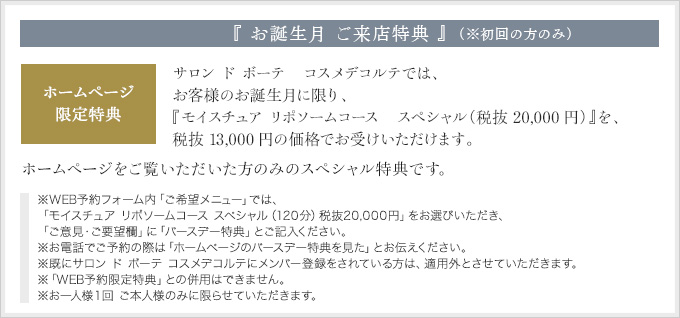 『 お誕生月 ご来店特典 』（※初回の方のみ）
ホームページ
限定特典
サロン ド ボーテ　コスメデコルテでは、
お客様のお誕生月に限り、
『モイスチュア リポソームコース　スペシャル（税抜 20,000 円）』を、
税抜 13,000 円の価格でお受けいただけます。
ホームページをご覧いただいた方のみのスペシャル特典です。
※WEB予約フォーム内「ご希望メニュー」では、
「モイスチュア リポソームコース スペシャル（120分）税抜20,000円」をお選びいただき、
「ご意見・ご要望欄」に「バースデー特典」とご記入ください。
※お電話でご予約の際は「ホームページのバースデー特典を見た」とお伝えください。
※既にサロン ド ボーテ コスメデコルテにメンバー登録をされている方は、適用外とさせていただきます。
※「WEB予約限定特典」との併用はできません。
※お一人様1回 ご本人様のみに限らせていただきます。